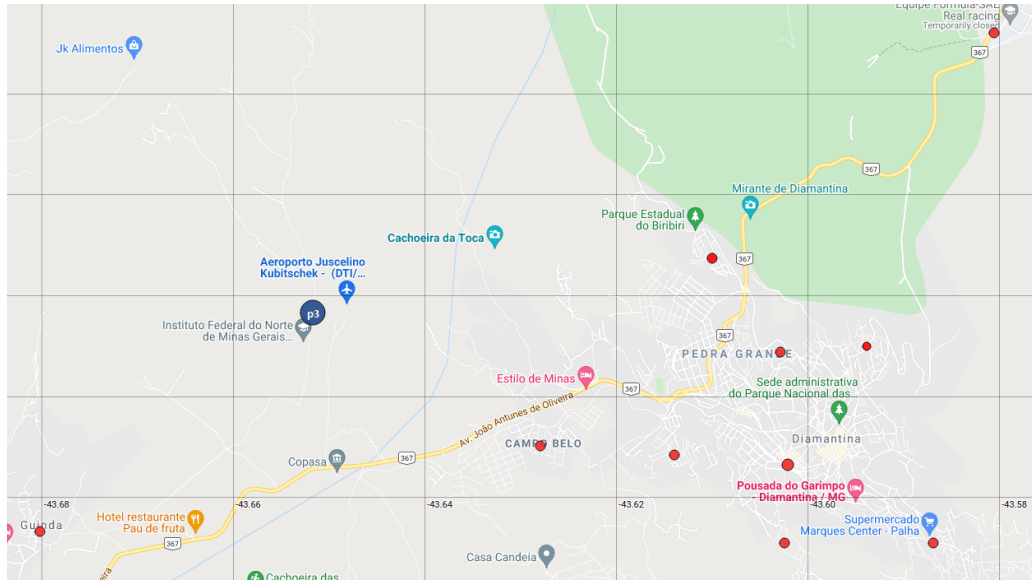 Equipe Formula-SAE
Real racing
Temporarily closed
Jk Alimentos
367
367
Mirante de Diamantina
Parque Estadual
do Biribiri
Cachoeira da Toca
Aeroporto Juscelino
Kubitschek - (DTI/...
367
p3
Instituto Federal do Norte
de Minas Gerais...
367
PEDRA GRANDE
Estilo de Minas
367
Sede administrativa
do Parque Nacional das...
Av. João Antunes de Oliveira
CAMPO BELO
Diamantina
Copasa
367
Pousada do Garimpo
- Diamantina / MG
-43.68
-43.66
-43.64
-43.62
-43.60
-43.58
Guinda
Hotel restaurante
Pau de fruta
Supermercado
Marques Center - Palha
367
Casa Candeia
Cachoeira das